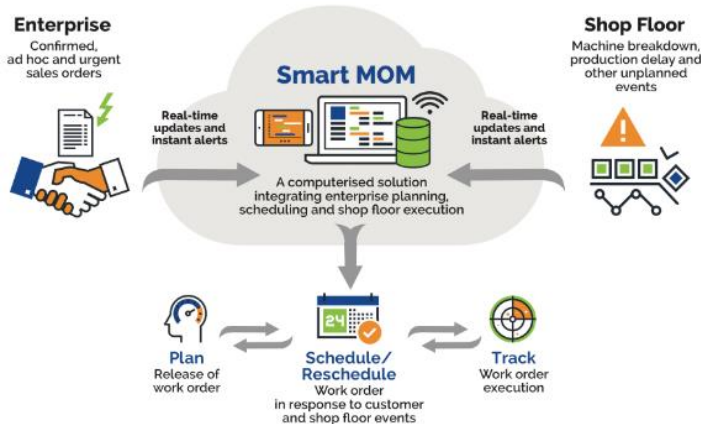 Enterprise
Confirmed,
ad hoc and urgent
sales orders
Real-time
updates and
instant alerts
Smart MOM
A computerised solution
integrating enterprise planning,
scheduling and shop floor execution
Real-time
updates and
instant alerts
Shop Floor
Machine breakdown,
production delay and
other unplanned
events
Plan
Release of
work order
24
Schedule/
Reschedule
Work order
in response to customer
and shop floor events
Track
Work order
execution